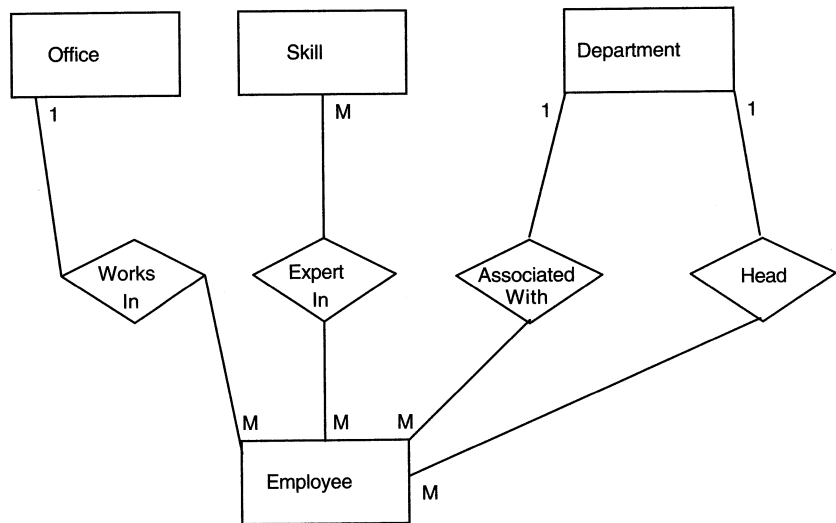 Office
Skill
Department
1
M
1
1
Works
In
Expert
In
Associated
With
Head
M
M
M
Employee
M